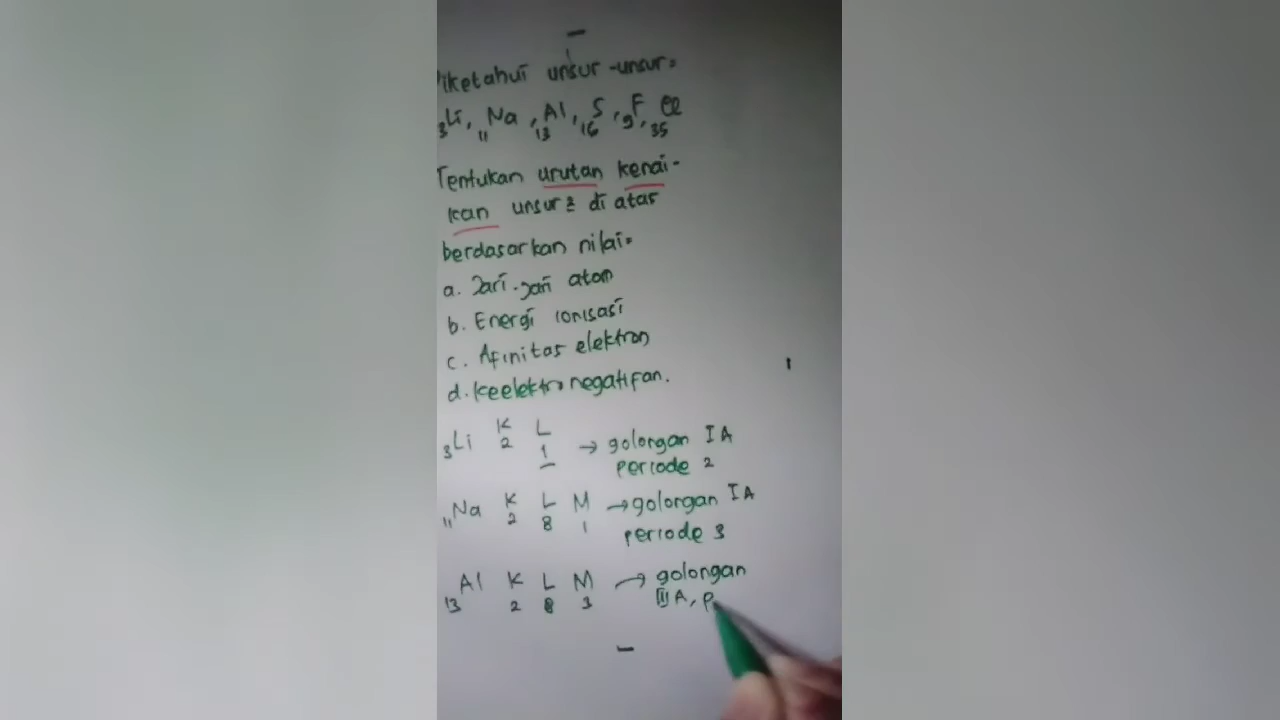 Diketahui unsur-unsur =
3Li, 11Na, 13Al, 16S, 9F, 35Cl
Tentukan urutan kenai-
kan unsur2 di atas
berdasarkan nilai=
a. Jari-jari atom
b. Energi ionisasi
c. Afinitas elektron
d. Keelektronegatifan.
3Li K L → golongan IA
2 1 periode 2
11Na K L M → golongan IA
2 8 1 periode 3
13Al K L M → golongan
2 8 3 IIIA, p